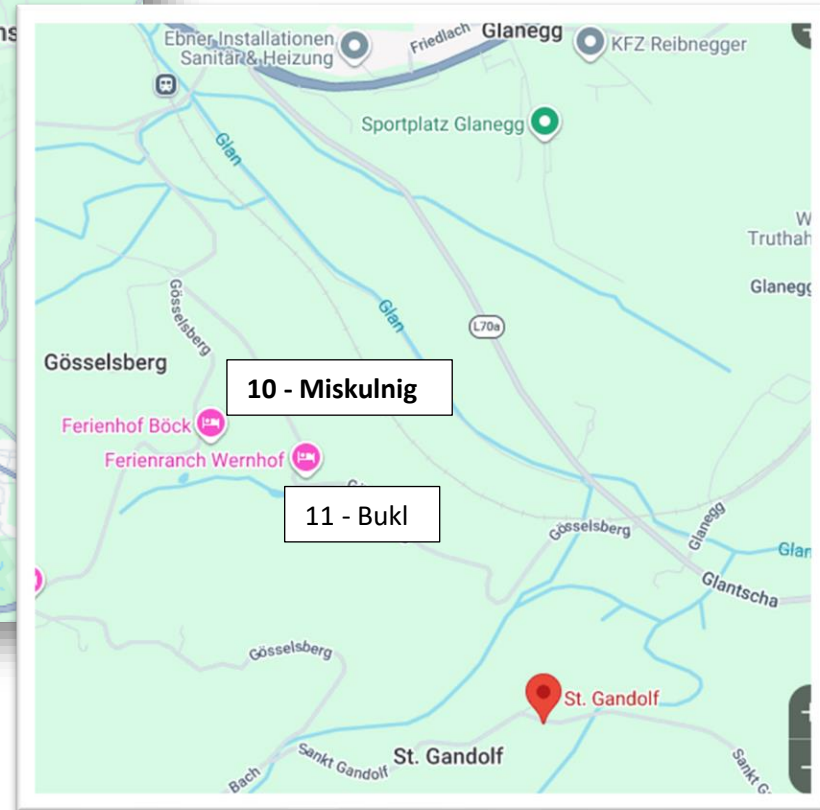 Ebner Installationen
Sanitär & Heizung
Friedlach
Glanegg
KFZ Reibnegger
Sportplatz Glanegg
Glan
Truthah
Glanegg
Gösselsberg
Glan
L70a
Gösselsberg
10 - Miskulnig
Ferienhof Böck
Ferienranch Wernhof
11 - Bukl
Gösselsberg
Glanegg
Glan
Glantscha
Gösselsberg
St. Gandolf
St. Gandolf
Sankt Gandolf
Bach
Sankt G